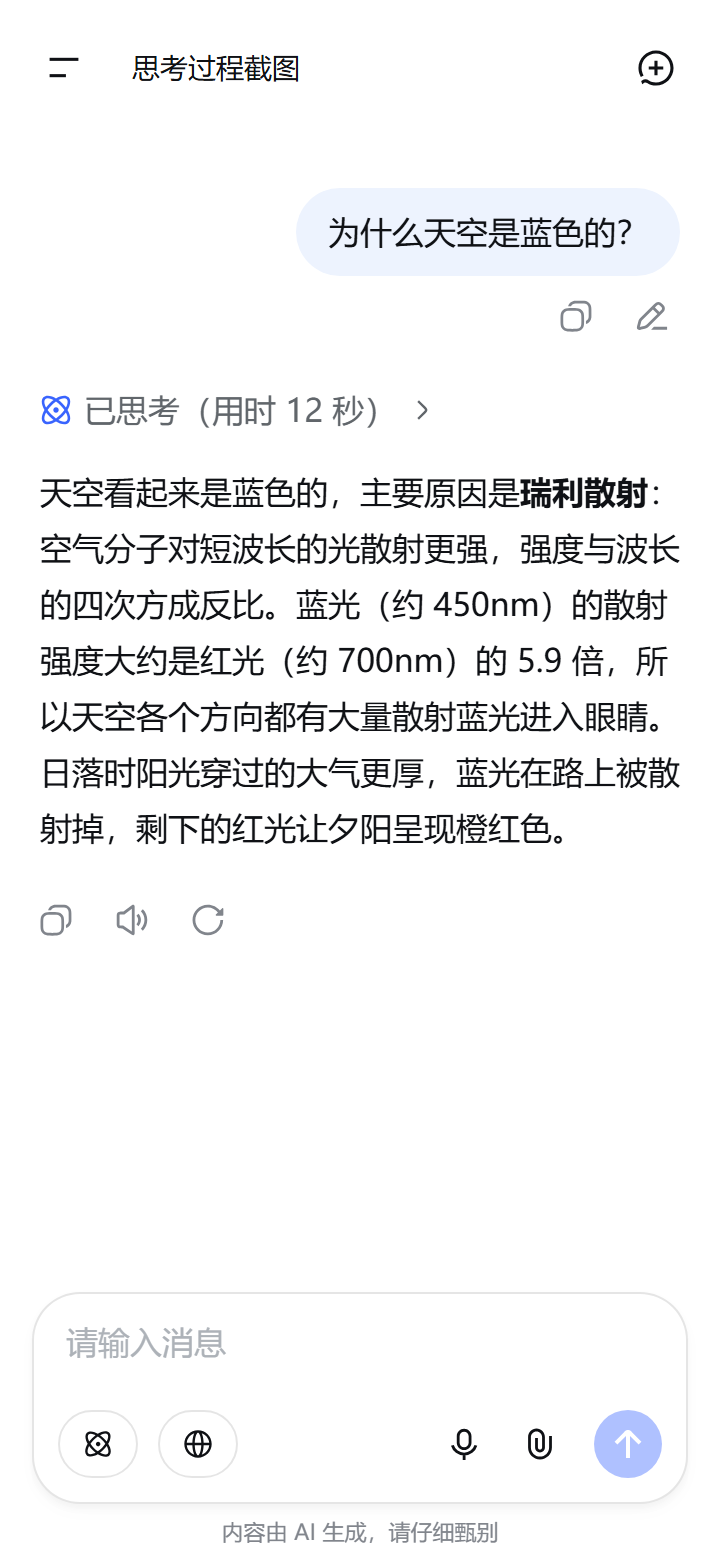 思考过程截图
为什么天空是蓝色的？
已思考（用时 12 秒）
天空看起来是蓝色的，主要原因是瑞利散射：
空气分子对短波长的光散射更强，强度与波长
的四次方成反比。蓝光（约 450nm）的散射
强度大约是红光（约 700nm）的 5.9 倍，所
以天空各个方向都有大量散射蓝光进入眼睛。
日落时阳光穿过的大气更厚，蓝光在路上被散
射掉，剩下的红光让夕阳呈现橙红色。
请输入消息
内容由 AI 生成，请仔细甄别